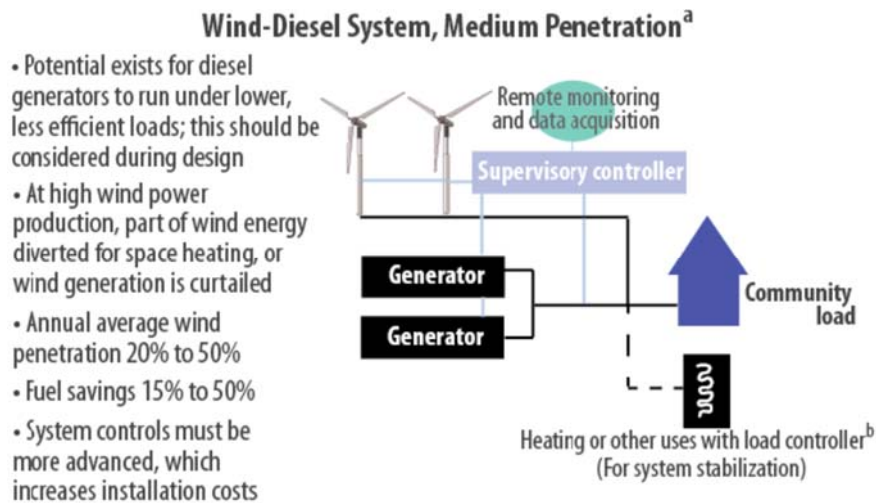 Wind-Diesel System, Medium Penetrationᵃ
• Potential exists for diesel
generators to run under lower,
less efficient loads; this should be
considered during design
• At high wind power
production, part of wind energy
diverted for space heating, or
wind generation is curtailed
• Annual average wind
penetration 20% to 50%
• Fuel savings 15% to 50%
• System controls must be
more advanced, which
increases installation costs
Remote monitoring
and data acquisition
Supervisory controller
Generator
Generator
Community
load
Heating or other uses with load controllerᵇ
(For system stabilization)